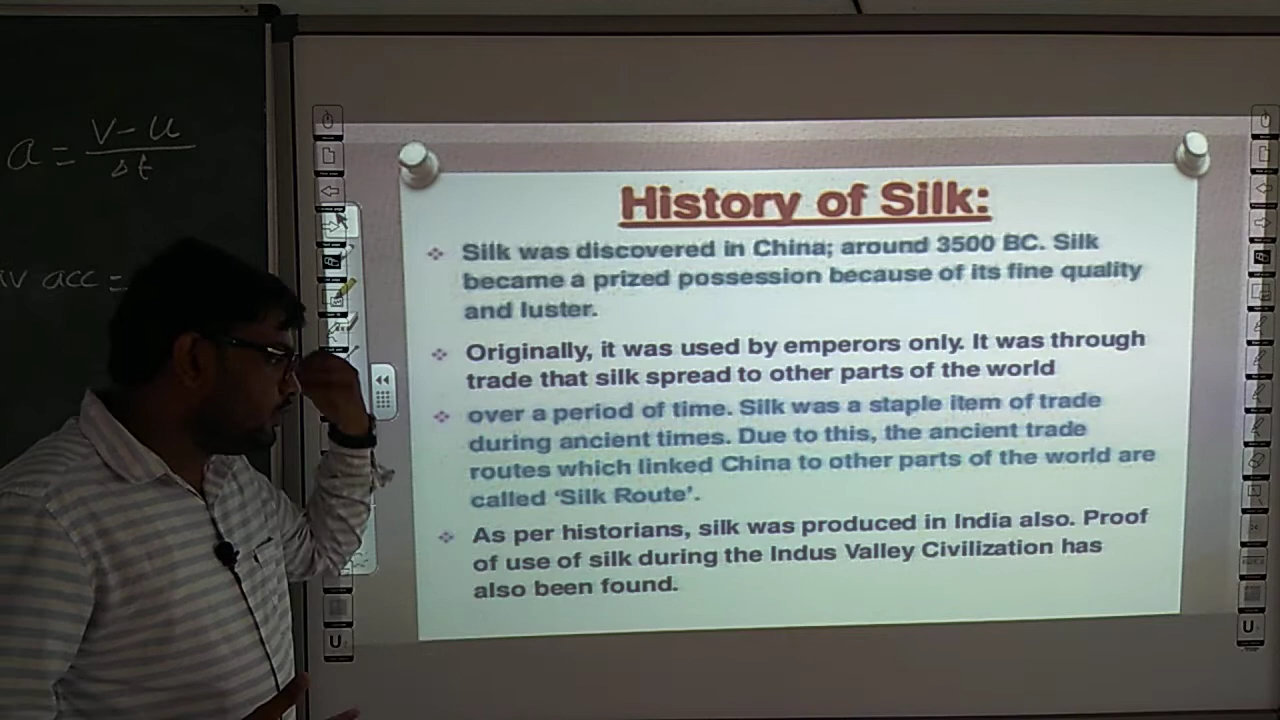 a = v - u
Δt
av acc =
History of Silk:
Silk was discovered in China; around 3500 BC. Silk
became a prized possession because of its fine quality
and luster.
Originally, it was used by emperors only. It was through
trade that silk spread to other parts of the world
over a period of time. Silk was a staple item of trade
during ancient times. Due to this, the ancient trade
routes which linked China to other parts of the world are
called ‘Silk Route’.
As per historians, silk was produced in India also. Proof
of use of silk during the Indus Valley Civilization has
also been found.
U
U